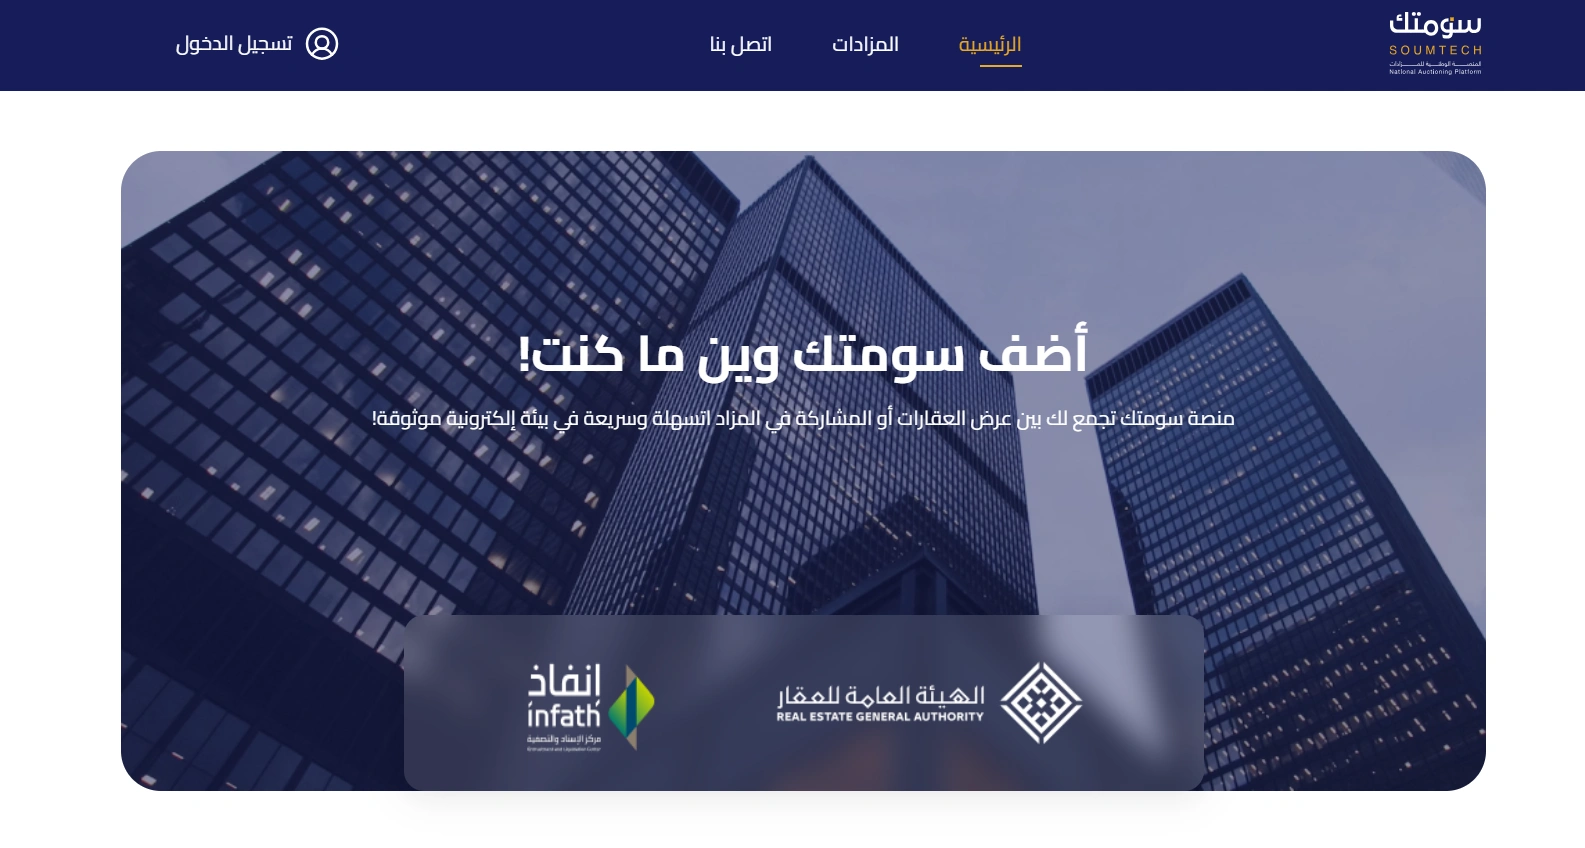 سومتك
SOUMTECH
المنصة الوطنية للمزادات
National Auctioning Platform
الرئيسية
المزادات
اتصل بنا
تسجيل الدخول
أضف سومتك وين ما كنت!
منصة سومتك تجمع لك بين عرض العقارات أو المشاركة في المزاد اتسهلة وسريعة في بيئة إلكترونية موثوقة!
الهيئة العامة للعقار
REAL ESTATE GENERAL AUTHORITY
انفاذ
infath
مركز الإسناد والتصفية
Entrustment and Liquidation Center